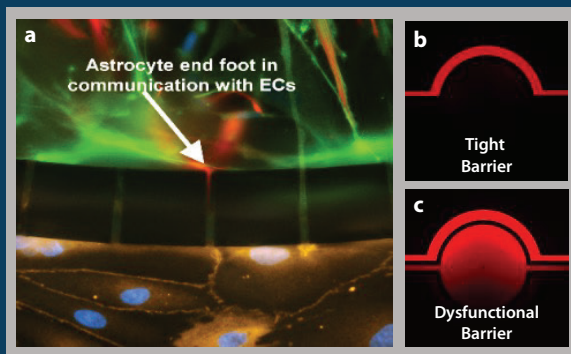 a
Astrocyte end foot in
communication with ECs
b
Tight
Barrier
c
Dysfunctional
Barrier